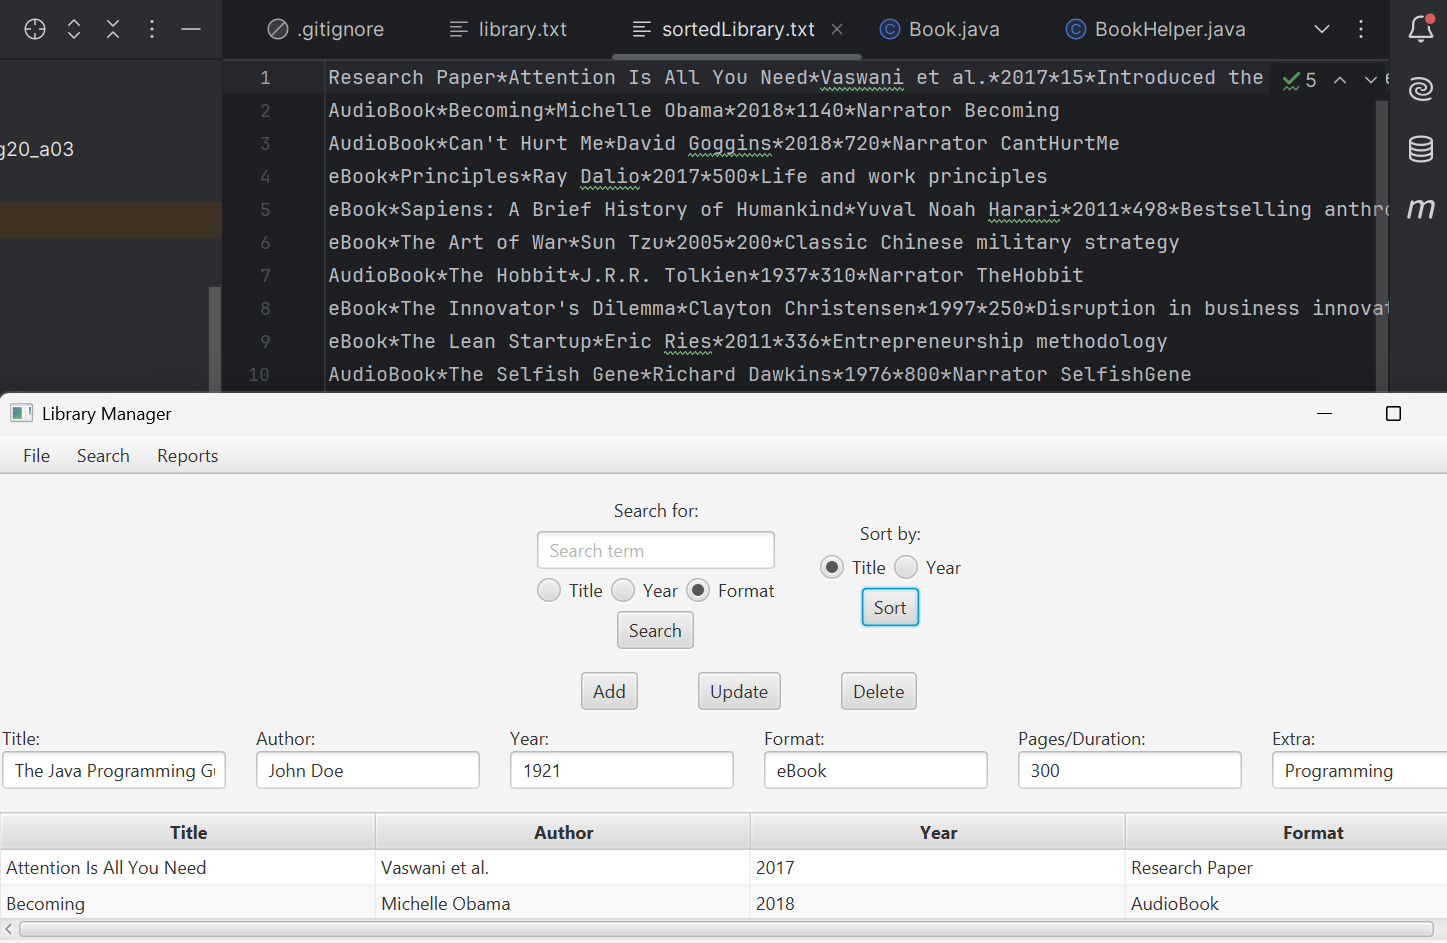 .gitignore library.txt sortedLibrary.txt Book.java BookHelper.java
g20_a03
5
1 Research Paper*Attention Is All You Need*Vaswani et al.*2017*15*Introduced the
2 AudioBook*Becoming*Michelle Obama*2018*1140*Narrator Becoming
3 AudioBook*Can't Hurt Me*David Goggins*2018*720*Narrator CantHurtMe
4 eBook*Principles*Ray Dalio*2017*500*Life and work principles
5 eBook*Sapiens: A Brief History of Humankind*Yuval Noah Harari*2011*498*Bestselling anthro
6 eBook*The Art of War*Sun Tzu*2005*200*Classic Chinese military strategy
7 AudioBook*The Hobbit*J.R.R. Tolkien*1937*310*Narrator TheHobbit
8 eBook*The Innovator's Dilemma*Clayton Christensen*1997*250*Disruption in business innovat
9 eBook*The Lean Startup*Eric Ries*2011*336*Entrepreneurship methodology
10 AudioBook*The Selfish Gene*Richard Dawkins*1976*800*Narrator SelfishGene
m
Library Manager
File Search Reports
Search for:
Search term
Title Year Format
Search
Sort by:
Title Year
Sort
Add Update Delete
Title: Author: Year: Format: Pages/Duration: Extra:
The Java Programming Gu John Doe 1921 eBook 300 Programming
Title Author Year Format
Attention Is All You Need Vaswani et al. 2017 Research Paper
Becoming Michelle Obama 2018 AudioBook